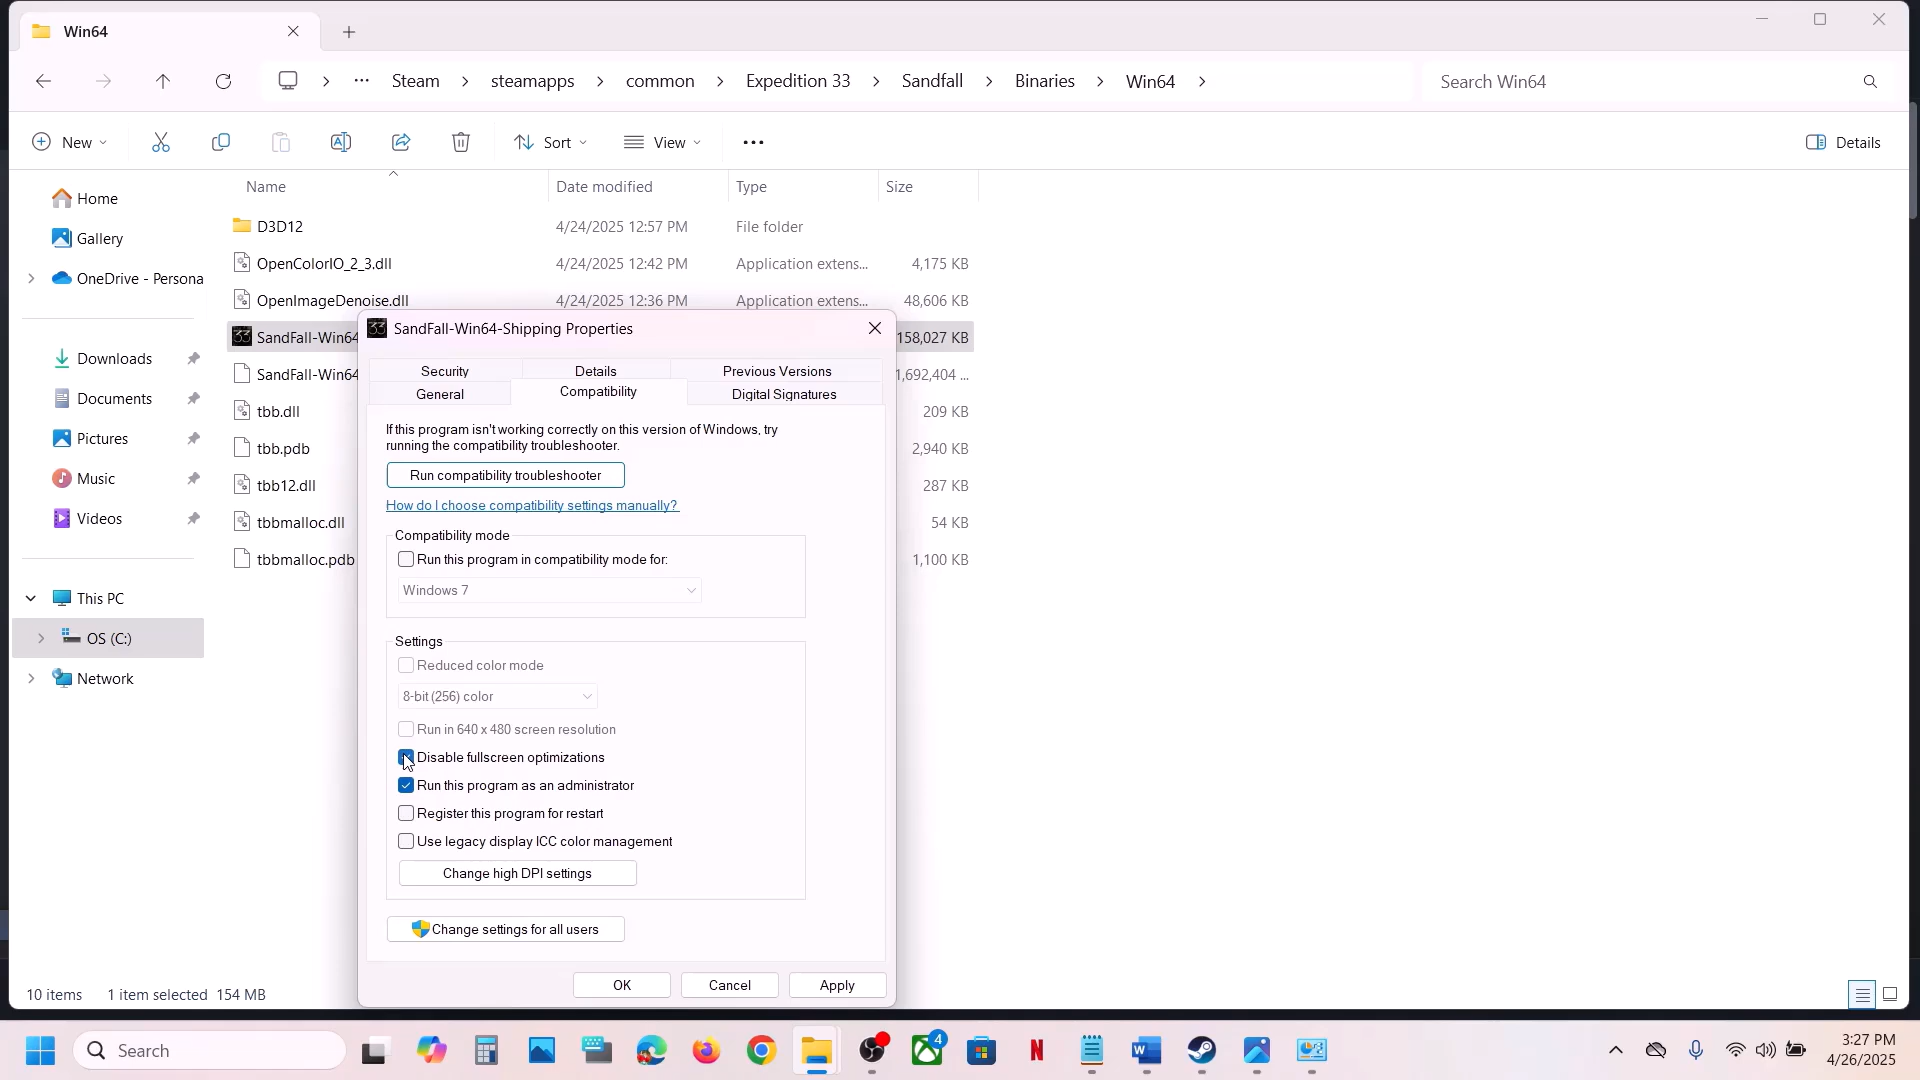 Win64
Steam
steamapps
common
Expedition 33
Sandfall
Binaries
Win64
Search Win64
New
Sort
View
Details
Name
Date modified
Type
Size
Home
Gallery
OneDrive - Persona
Downloads
Documents
Pictures
Music
Videos
This PC
OS (C:)
Network
D3D12 4/24/2025 12:57 PM File folder
OpenColorIO_2_3.dll 4/24/2025 12:42 PM Application extens... 4,175 KB
OpenImageDenoise.dll 4/24/2025 12:36 PM Application extens... 48,606 KB
SandFall-Win64 158,027 KB
SandFall-Win64 1,692,404 ...
tbb.dll 209 KB
tbb.pdb 2,940 KB
tbb12.dll 287 KB
tbbmalloc.dll 54 KB
tbbmalloc.pdb 1,100 KB
33 SandFall-Win64-Shipping Properties
Security
Details
Previous Versions
General
Compatibility
Digital Signatures
If this program isn't working correctly on this version of Windows, try
running the compatibility troubleshooter.
Run compatibility troubleshooter
How do I choose compatibility settings manually?
Compatibility mode
Run this program in compatibility mode for:
Windows 7
Settings
Reduced color mode
8-bit (256) color
Run in 640 x 480 screen resolution
Disable fullscreen optimizations
Run this program as an administrator
Register this program for restart
Use legacy display ICC color management
Change high DPI settings
Change settings for all users
OK
Cancel
Apply
10 items
1 item selected 154 MB
Search
N
4
3:27 PM
4/26/2025